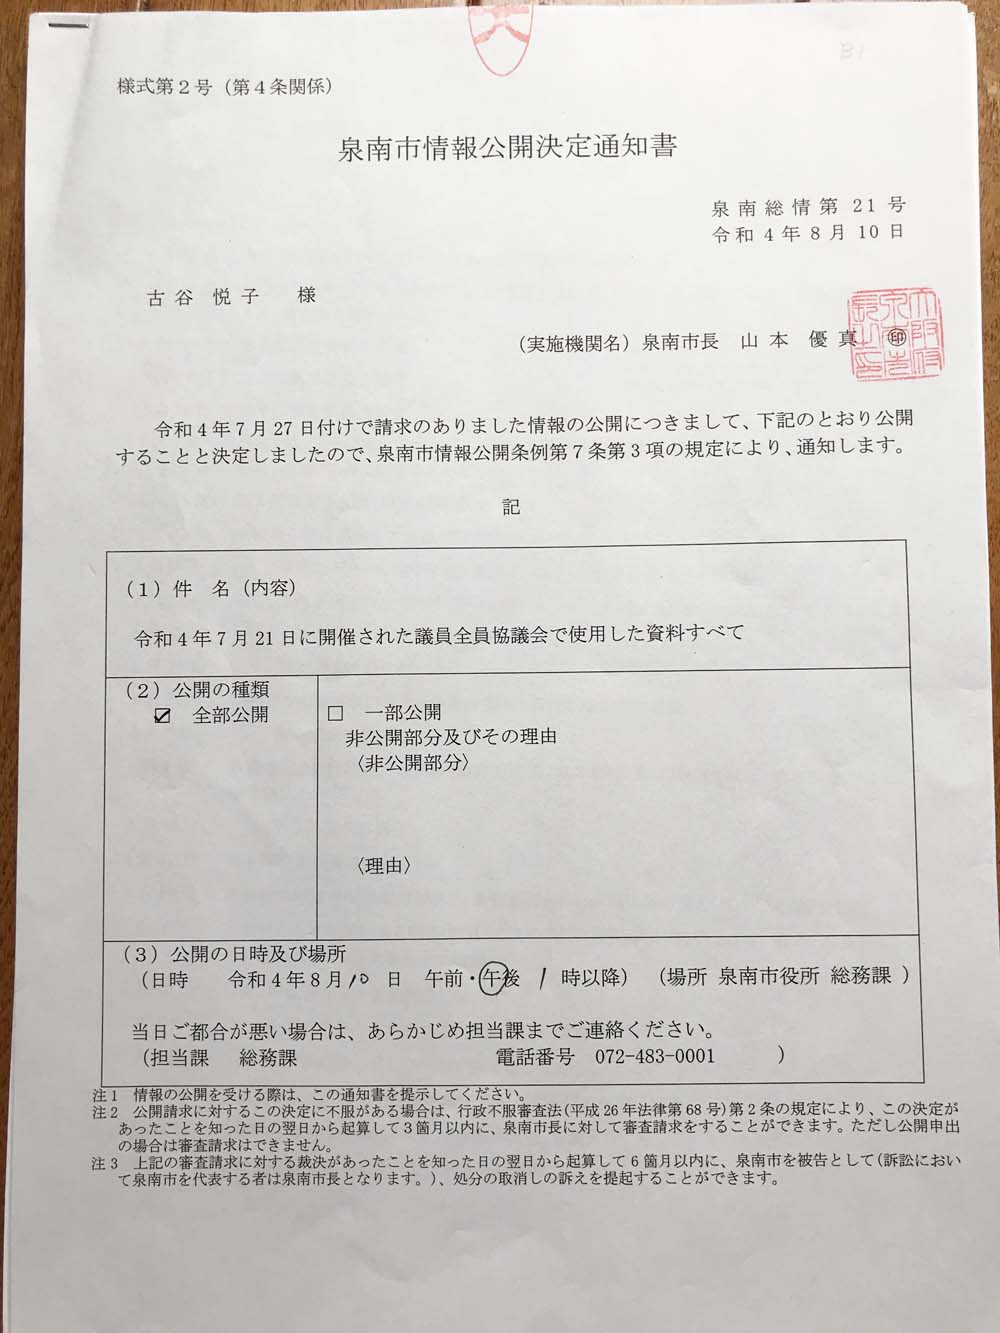 B1
様式第2号（第4条関係）
泉南市情報公開決定通知書
泉南総情第21号
令和4年8月10日
古谷 悦子 様
（実施機関名）泉南市長 山本 優真 ㊞
令和4年7月27日付けで請求のありました情報の公開につきまして、下記のとおり公開
することと決定しましたので、泉南市情報公開条例第7条第3項の規定により、通知します。
記
（1）件 名（内容）
令和4年7月21日に開催された議員全員協議会で使用した資料すべて
（2）公開の種類
☑ 全部公開
□ 一部公開
非公開部分及びその理由
〈非公開部分〉
〈理由〉
（3）公開の日時及び場所
（日時 令和4年8月10日 午前・午後 1時以降）（場所 泉南市役所 総務課 ）
当日ご都合が悪い場合は、あらかじめ担当課までご連絡ください。
（担当課 総務課 電話番号 072-483-0001 ）
注1 情報の公開を受ける際は、この通知書を提示してください。
注2 公開請求に対するこの決定に不服がある場合は、行政不服審査法（平成26年法律第68号）第2条の規定により、この決定が
あったことを知った日の翌日から起算して3箇月以内に、泉南市長に対して審査請求をすることができます。ただし公開申出
の場合は審査請求はできません。
注3 上記の審査請求に対する裁決があったことを知った日の翌日から起算して6箇月以内に、泉南市を被告として（訴訟におい
て泉南市を代表する者は泉南市長となります。）、処分の取消しの訴えを提起することができます。